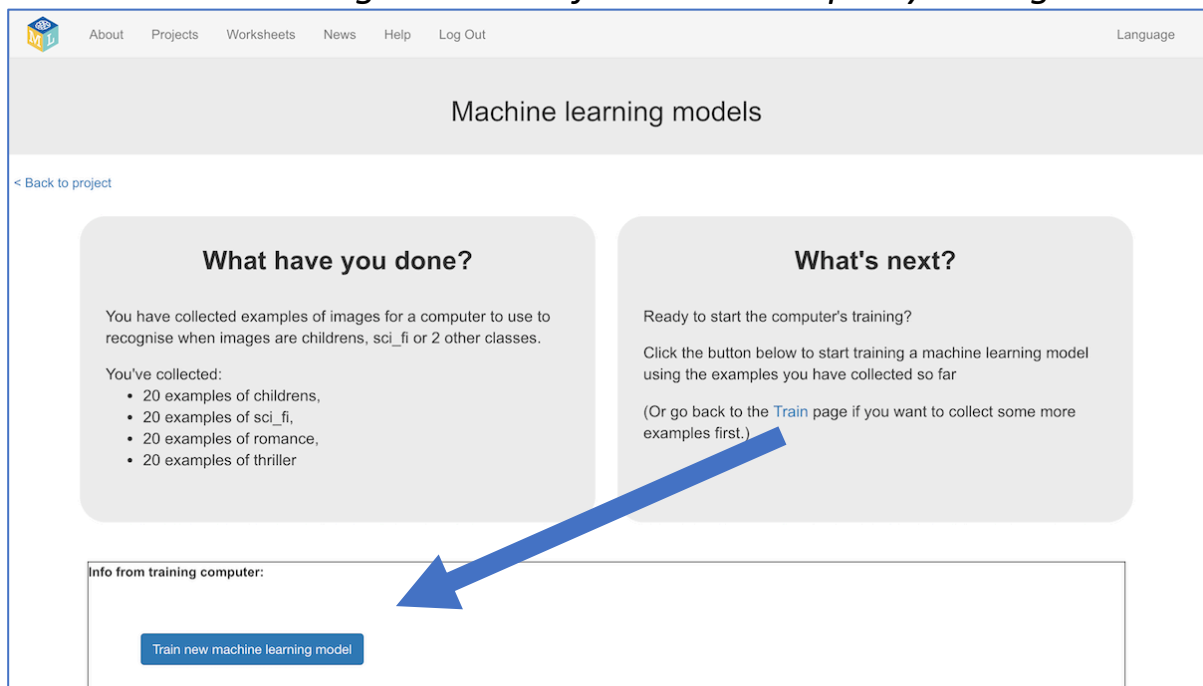 About Projects Worksheets News Help Log Out Language
Machine learning models
< Back to project
What have you done?
You have collected examples of images for a computer to use to
recognise when images are childrens, sci_fi or 2 other classes.
You've collected:
• 20 examples of childrens,
• 20 examples of sci_fi,
• 20 examples of romance,
• 20 examples of thriller
What's next?
Ready to start the computer's training?
Click the button below to start training a machine learning model
using the examples you have collected so far
(Or go back to the Train page if you want to collect some more
examples first.)
Info from training computer:
Train new machine learning model